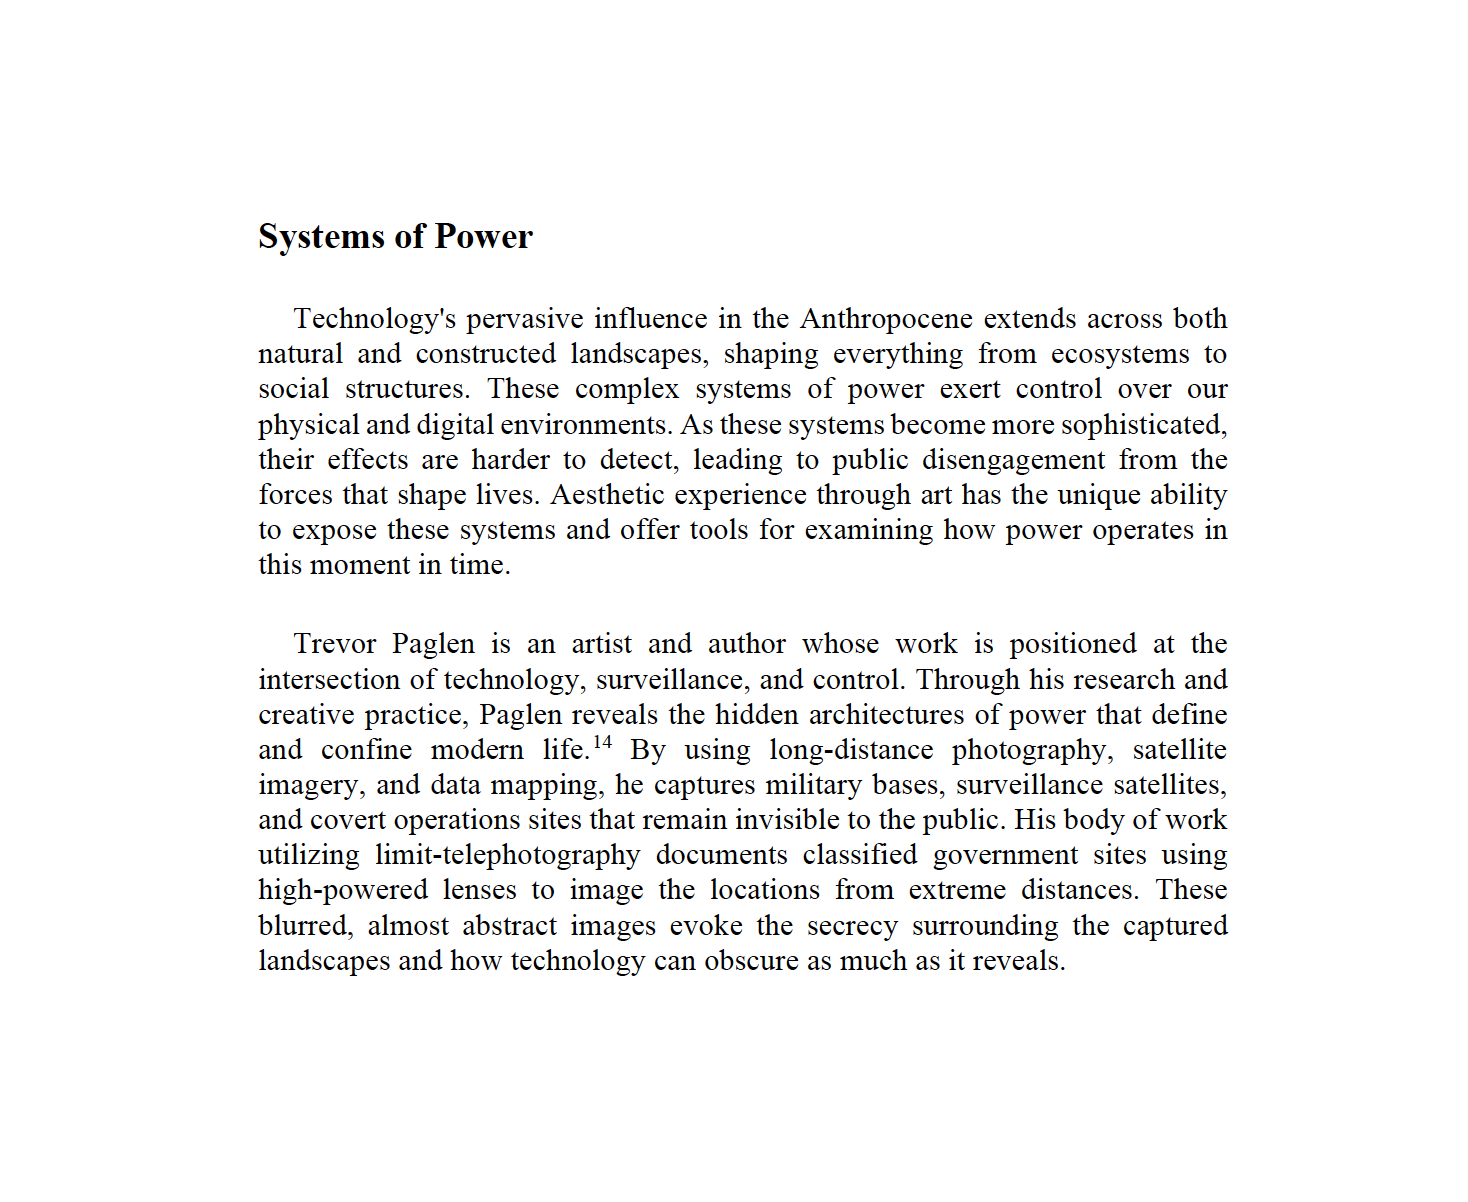 Systems of Power
Technology's pervasive influence in the Anthropocene extends across both
natural and constructed landscapes, shaping everything from ecosystems to
social structures. These complex systems of power exert control over our
physical and digital environments. As these systems become more sophisticated,
their effects are harder to detect, leading to public disengagement from the
forces that shape lives. Aesthetic experience through art has the unique ability
to expose these systems and offer tools for examining how power operates in
this moment in time.
Trevor Paglen is an artist and author whose work is positioned at the
intersection of technology, surveillance, and control. Through his research and
creative practice, Paglen reveals the hidden architectures of power that define
and confine modern life.¹⁴ By using long-distance photography, satellite
imagery, and data mapping, he captures military bases, surveillance satellites,
and covert operations sites that remain invisible to the public. His body of work
utilizing limit-telephotography documents classified government sites using
high-powered lenses to image the locations from extreme distances. These
blurred, almost abstract images evoke the secrecy surrounding the captured
landscapes and how technology can obscure as much as it reveals.